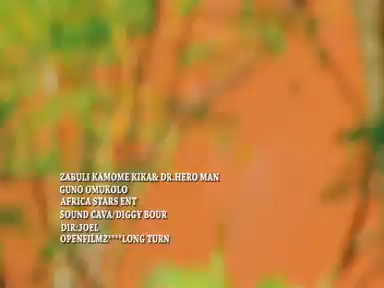 ZABULI KAMOME KIKA& DR.HERO MAN
GUNO OMUKOLO
AFRICA STARS ENT
SOUND CAVA/DIGGY BOUR
DIR:JOEL
OPENFILMZ****LONG TURN